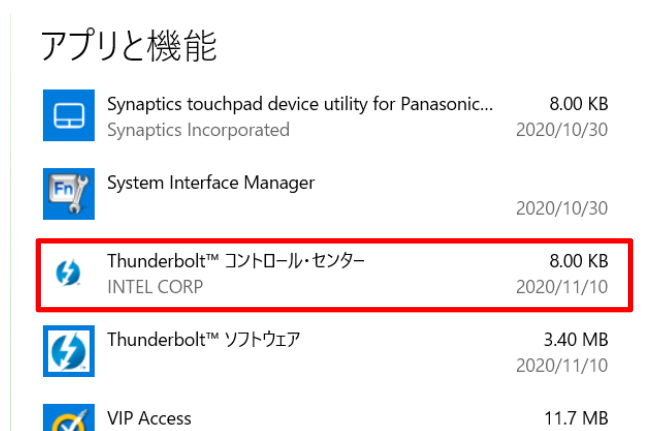 アプリと機能
Synaptics touchpad device utility for Panasonic... 8.00 KB
Synaptics Incorporated 2020/10/30
Fn
System Interface Manager
2020/10/30
Thunderbolt™ コントロール・センター 8.00 KB
INTEL CORP 2020/11/10
Thunderbolt™ ソフトウェア 3.40 MB
2020/11/10
VIP Access 11.7 MB